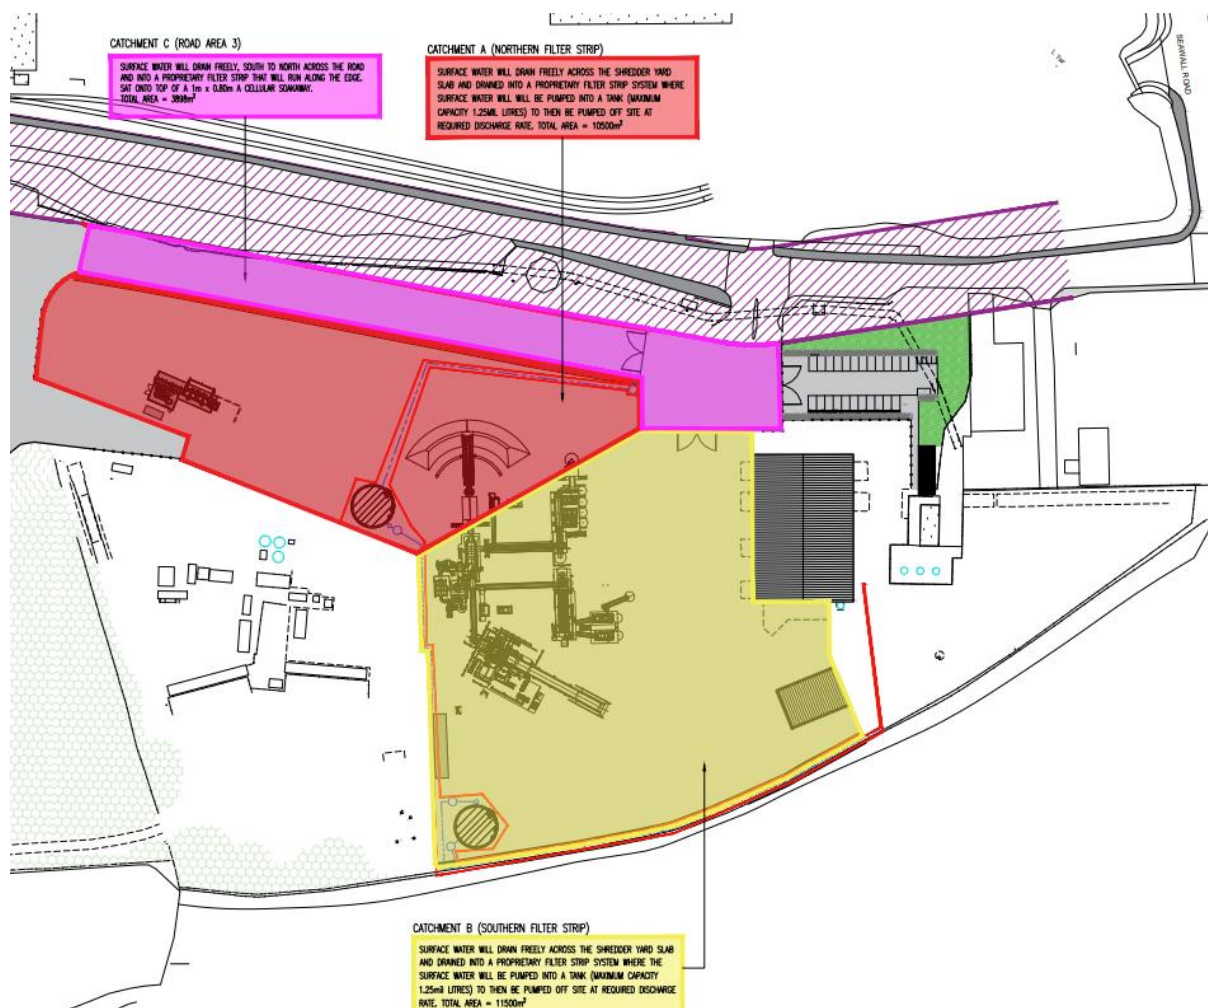 CATCHMENT C (ROAD AREA 3)
SURFACE WATER WILL DRAIN FREELY, SOUTH TO NORTH ACROSS THE ROAD
AND INTO A PROPRIETARY FILTER STRIP THAT WILL RUN ALONG THE EDGE.
SAT ONTO TOP OF A 1m x 0.80m A CELLULAR SOAKAWAY.
TOTAL AREA = 3898m²
CATCHMENT A (NORTHERN FILTER STRIP)
SURFACE WATER WILL DRAIN FREELY ACROSS THE SHREDDER YARD
SLAB AND DRAINED INTO A PROPRIETARY FILTER STRIP SYSTEM WHERE
SURFACE WATER WILL WILL BE PUMPED INTO A TANK (MAXIMUM
CAPACITY 1.25MIL LITRES) TO THEN BE PUMPED OFF SITE AT
REQUIRED DISCHARGE RATE. TOTAL AREA = 10500m²
SEAWALL ROAD
CATCHMENT B (SOUTHERN FILTER STRIP)
SURFACE WATER WILL DRAIN FREELY ACROSS THE SHREDDER YARD SLAB
AND DRAINED INTO A PROPRIETARY FILTER STRIP SYSTEM WHERE THE
SURFACE WATER WILL BE PUMPED INTO A TANK (MAXIMUM CAPACITY
1.25mil LITRES) TO THEN BE PUMPED OFF SITE AT REQUIRED DISCHARGE
RATE. TOTAL AREA = 11500m²